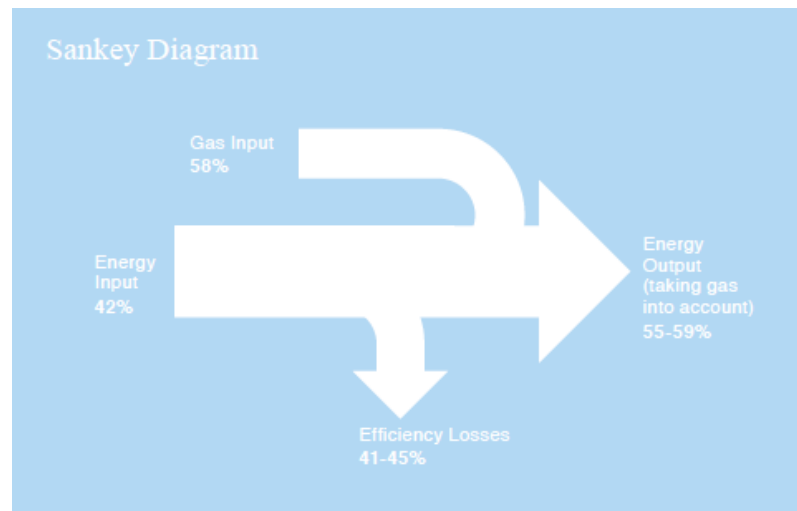 Sankey Diagram
Gas Input
58%
Energy
Input
42%
Energy
Output
(taking gas
into account)
55-59%
Efficiency Losses
41-45%